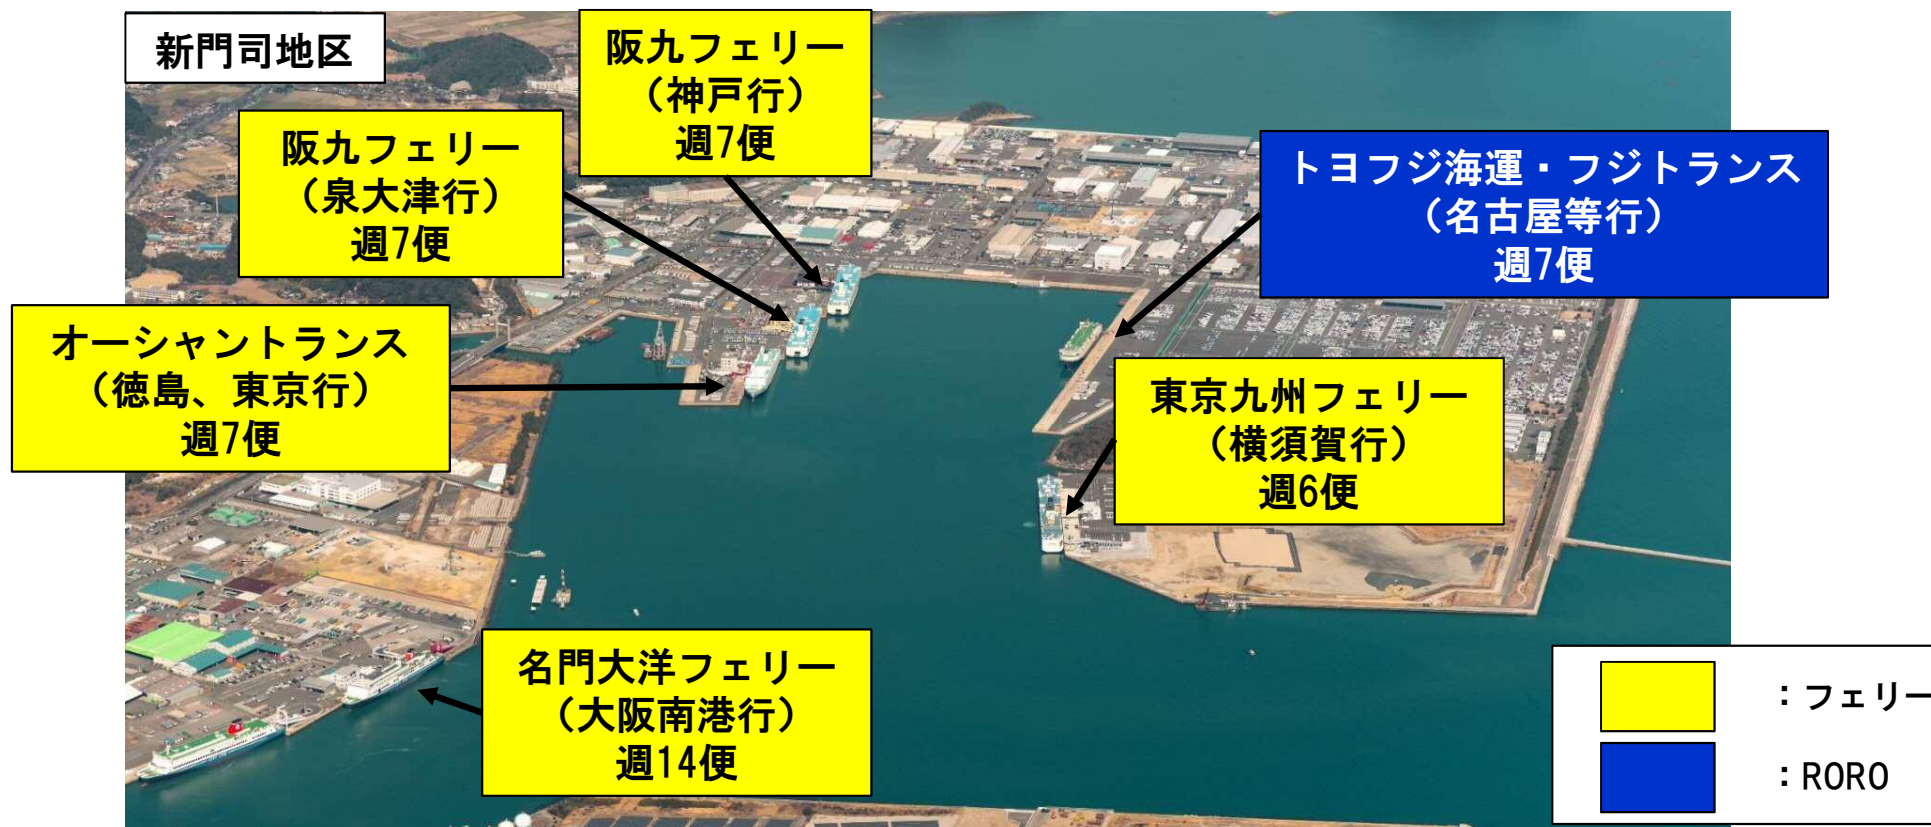 新門司地区
阪九フェリー
（神戸行）
週7便
阪九フェリー
（泉大津行）
週7便
トヨフジ海運・フジトランス
（名古屋等行）
週7便
オーシャントランス
（徳島、東京行）
週7便
東京九州フェリー
（横須賀行）
週6便
名門大洋フェリー
（大阪南港行）
週14便
：フェリー
：RORO